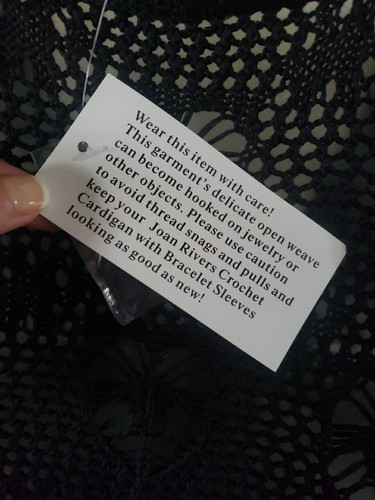 Wear this item with care!
This garment's delicate open weave
can become hooked on jewelry or
other objects. Please use caution
to avoid thread snags and pulls and
keep your Joan Rivers Crochet
Cardigan with Bracelet Sleeves
looking as good as new!